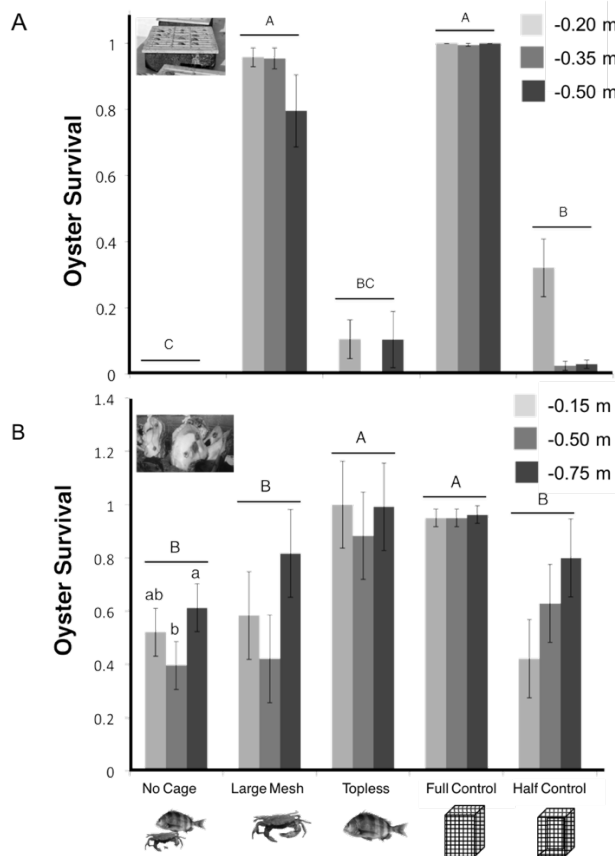 A
-0.20 m
-0.35 m
-0.50 m
Oyster Survival
1
0.8
0.6
0.4
0.2
0
C
A
BC
A
B
B
-0.15 m
-0.50 m
-0.75 m
Oyster Survival
1.4
1.2
1
0.8
0.6
0.4
0.2
0
B
ab
b
a
B
A
A
B
No Cage
Large Mesh
Topless
Full Control
Half Control